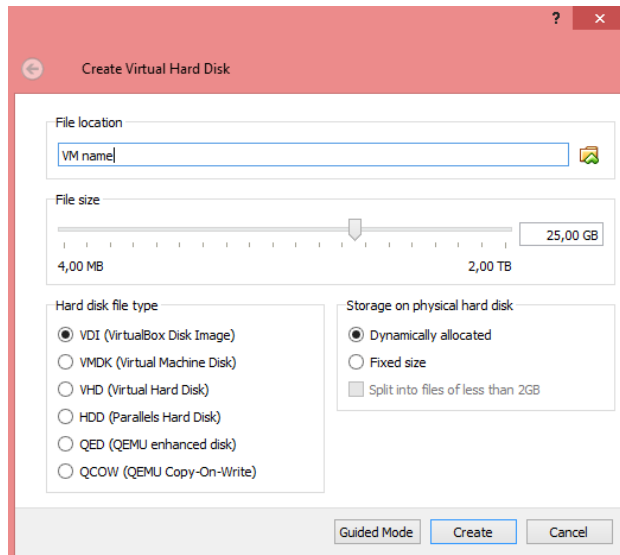 ?
Create Virtual Hard Disk
File location
VM name
File size
25,00 GB
4,00 MB 2,00 TB
Hard disk file type
VDI (VirtualBox Disk Image)
VMDK (Virtual Machine Disk)
VHD (Virtual Hard Disk)
HDD (Parallels Hard Disk)
QED (QEMU enhanced disk)
QCOW (QEMU Copy-On-Write)
Storage on physical hard disk
Dynamically allocated
Fixed size
Split into files of less than 2GB
Guided Mode Create Cancel